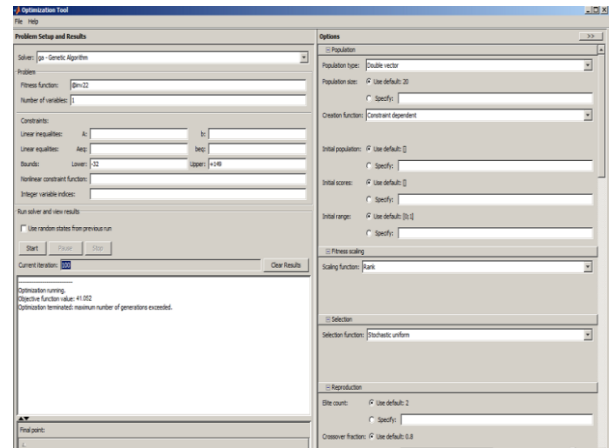 Optimization Tool
File Help
Problem Setup and Results
Solver: ga - Genetic Algorithm
Problem
Fitness function: @inv22
Number of variables: 1
Constraints:
Linear inequalities: A: b:
Linear equalities: Aeq: beq:
Bounds: Lower: -32 Upper: +149
Nonlinear constraint function:
Integer variable indices:
Run solver and view results
Use random states from previous run
Start Pause Stop
Current iteration: 100 Clear Results
Optimization running.
Objective function value: 41.052
Optimization terminated: maximum number of generations exceeded.
Final point:
Options >>
Population
Population type: Double vector
Population size: Use default: 20
Specify:
Creation function: Constraint dependent
Initial population: Use default: []
Specify:
Initial scores: Use default: []
Specify:
Initial range: Use default: [0;1]
Specify:
Fitness scaling
Scaling function: Rank
Selection
Selection function: Stochastic uniform
Reproduction
Elite count: Use default: 2
Specify:
Crossover fraction: Use default: 0.8